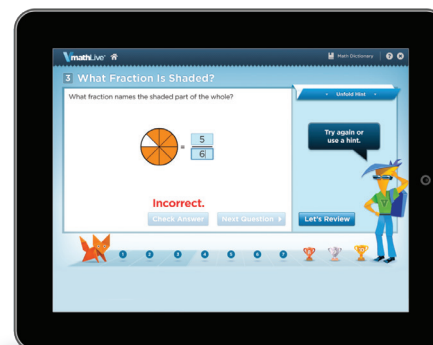 VmathLive
Math Dictionary
3 What Fraction Is Shaded?
What fraction names the shaded part of the whole?
Unfold Hint
= 5
6
Try again or
use a hint.
Incorrect.
Check Answer
Next Question
Let's Review
1 2 3 4 5 6 7
V